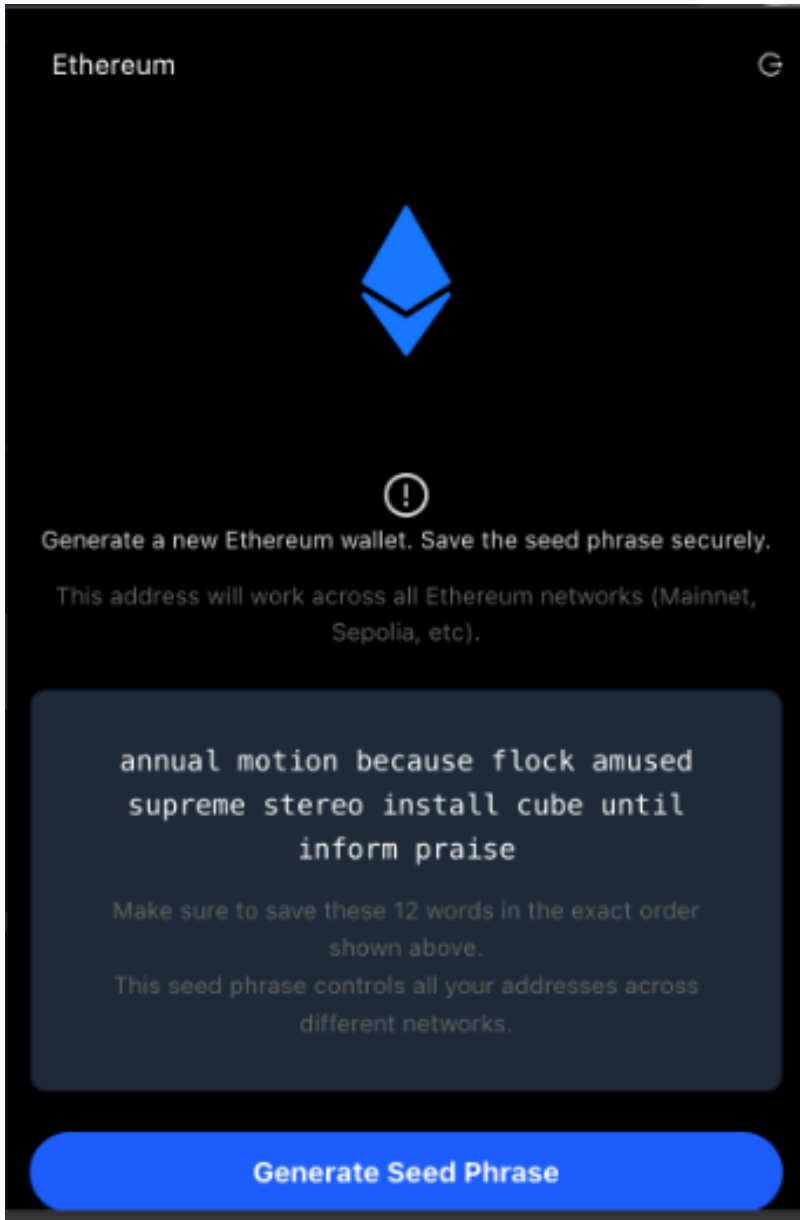 Ethereum
Generate a new Ethereum wallet. Save the seed phrase securely.
This address will work across all Ethereum networks (Mainnet,
Sepolia, etc).
annual motion because flock amused
supreme stereo install cube until
inform praise
Make sure to save these 12 words in the exact order
shown above.
This seed phrase controls all your addresses across
different networks.
Generate Seed Phrase